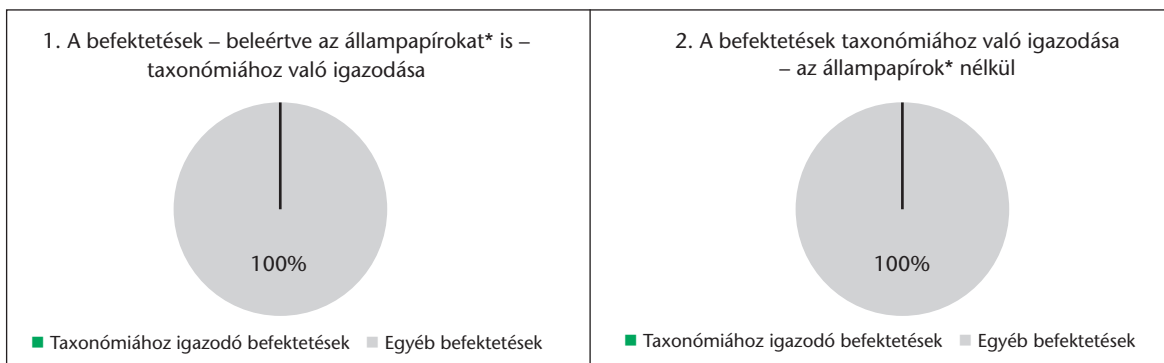 1. A befektetések – beleértve az állampapírokat* is –
taxonómiához való igazodása
100%
Taxonómiához igazodó befektetések Egyéb befektetések
2. A befektetések taxonómiához való igazodása
– az állampapírok* nélkül
100%
Taxonómiához igazodó befektetések Egyéb befektetések